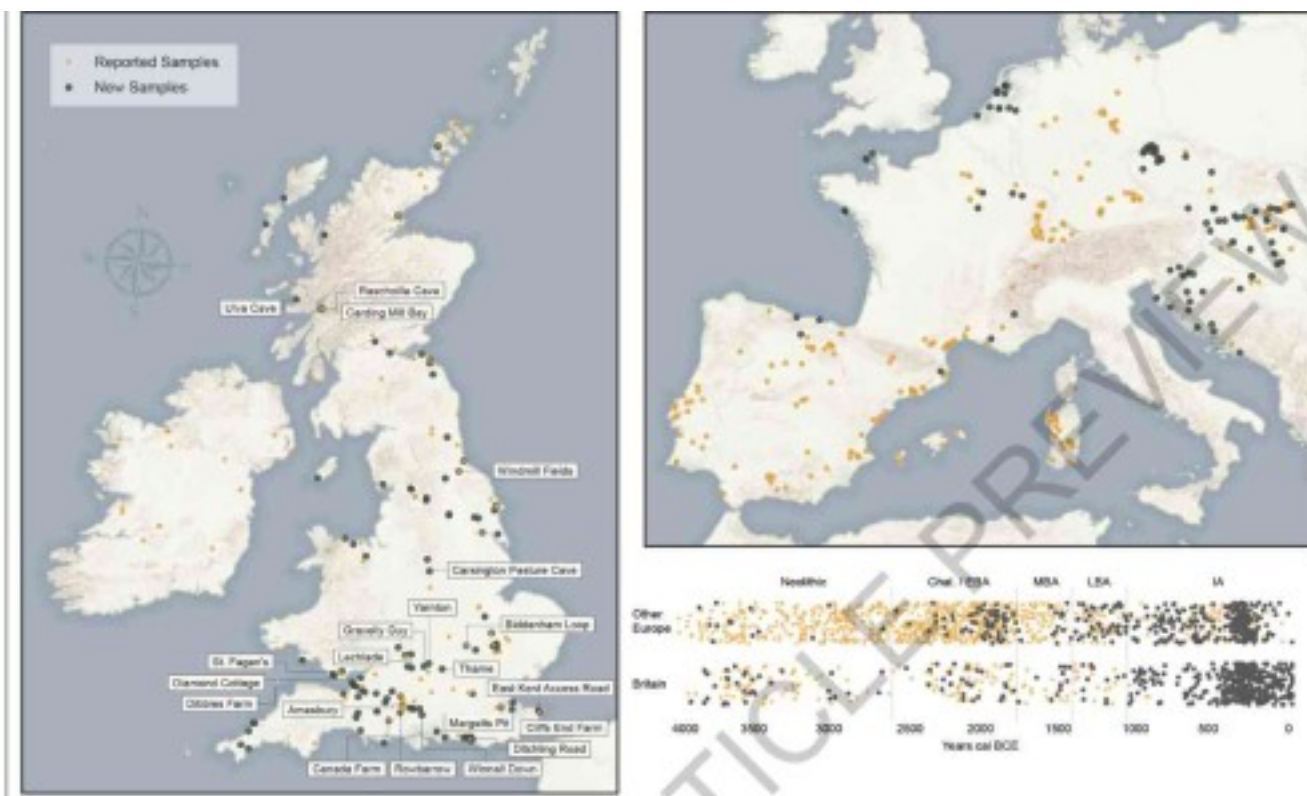 Reported Samples
New Samples
N
Ulva Cave
Raschoille Cave
Carding Mill Bay
Windmill Fields
Carsington Pasture Cave
Yarnton
Biddenham Loop
Gravelly Guy
Lechlade
Thame
St. Fagan's
Diamond Cottage
Dibbles Farm
East Kent Access Road
Amesbury
Margetts Pit
Cliffs End Farm
Ditchling Road
Canada Farm
Rowbarrow
Winnall Down
Neolithic
Chal. / EBA
MBA
LBA
IA
Other
Europe
Britain
4000 3500 3000 2500 2000 1500 1000 500 0
Years cal BCE
TICLE PREVIEW